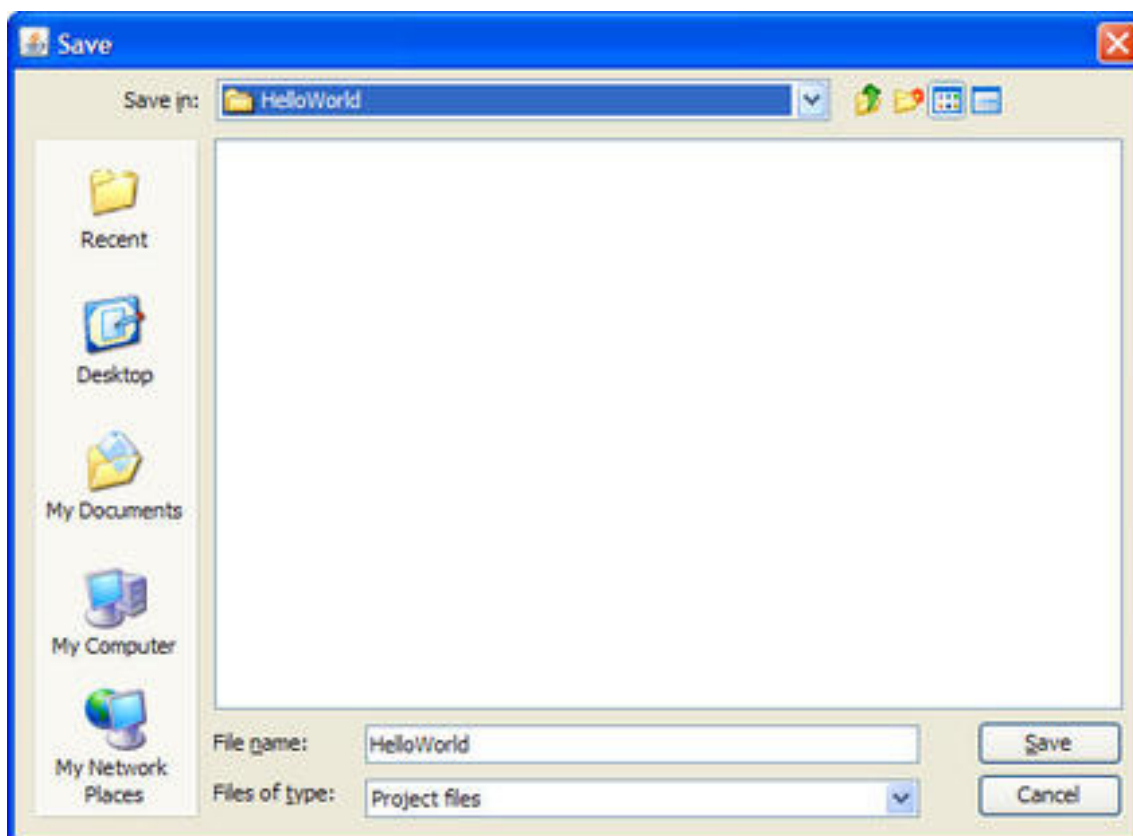 Save
Save in:
HelloWorld
Recent
Desktop
My Documents
My Computer
My Network
Places
File name:
HelloWorld
Save
Files of type:
Project files
Cancel